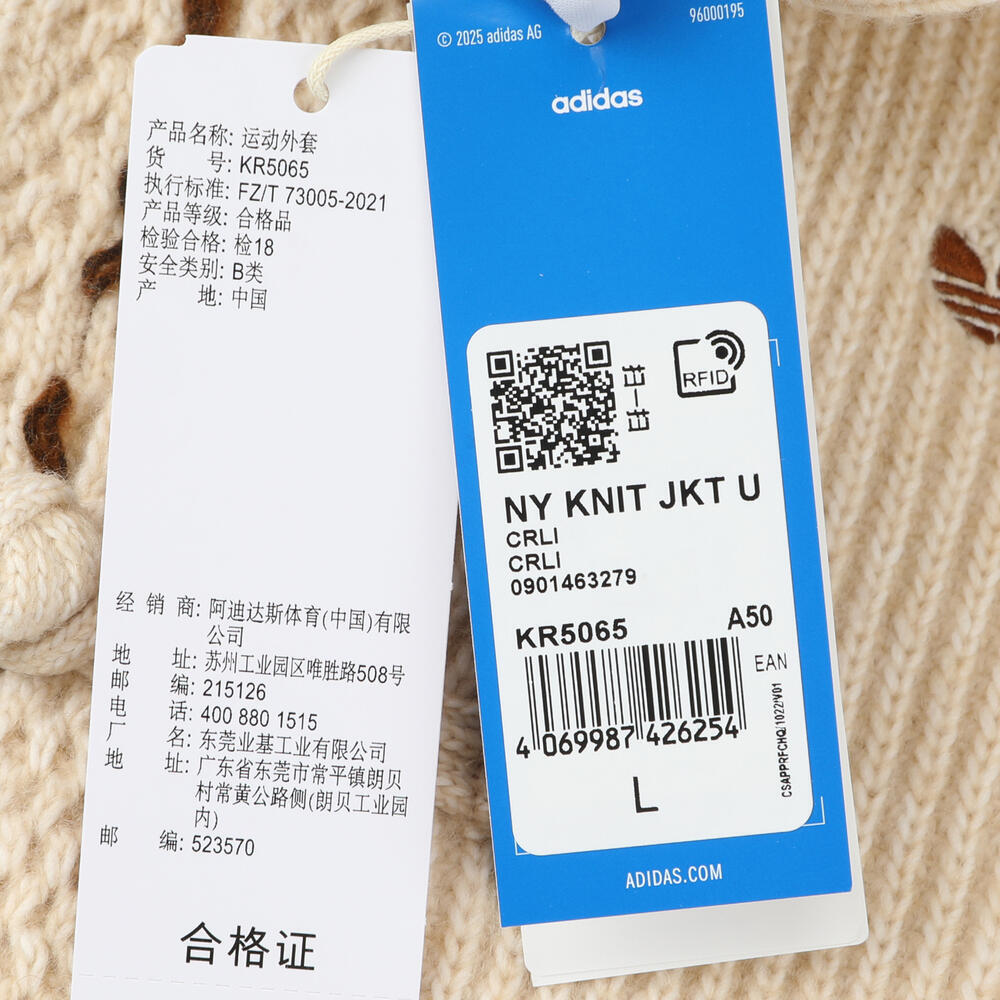 产品名称: 运动外套
货 号: KR5065
执行标准: FZ/T 73005-2021
产品等级: 合格品
检验合格: 检18
安全类别: B类
产 地: 中国
经 销 商: 阿迪达斯体育(中国)有限
公司
地 址: 苏州工业园区唯胜路508号
邮 编: 215126
电 话: 400 880 1515
厂 名: 东莞业基工业有限公司
地 址: 广东省东莞市常平镇朗贝
村常黄公路侧(朗贝工业园
内)
邮 编: 523570
合格证
© 2025 adidas AG
96000195
adidas
扫一扫
RFID
NY KNIT JKT U
CRLI
CRLI
0901463279
KR5065 A50
EAN
4 069987 426254
CSAPPRFCHQ/1022/V01
L
ADIDAS.COM